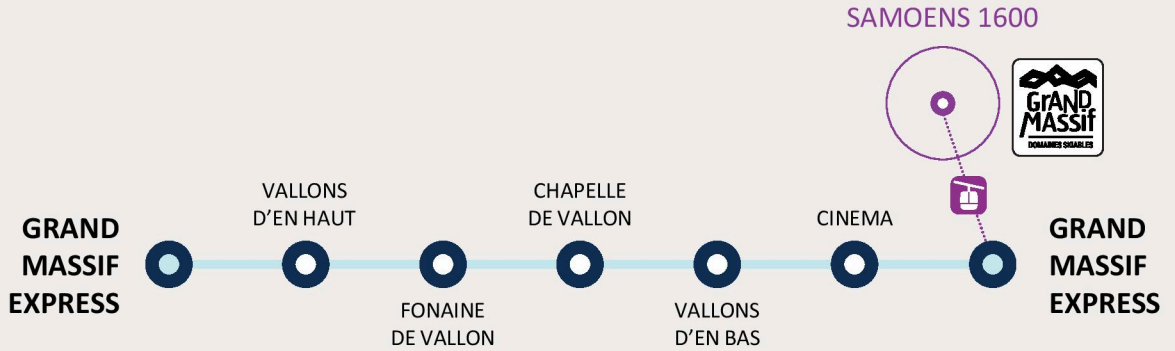 SAMOENS 1600
GrAND
MASSif
DOMAINES SKIABLES
VALLONS
D'EN HAUT
CHAPELLE
DE VALLON
CINEMA
GRAND
MASSIF
EXPRESS
GRAND
MASSIF
EXPRESS
FONAINE
DE VALLON
VALLONS
D'EN BAS